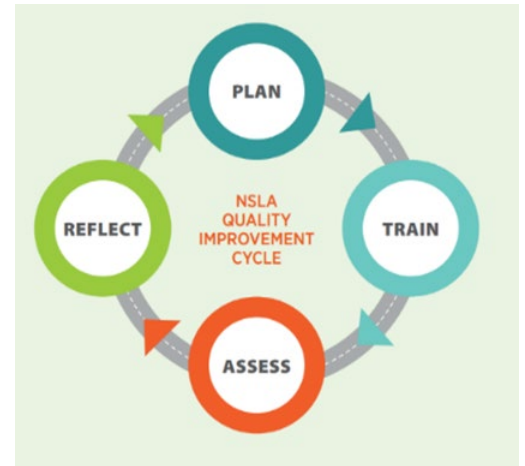 PLAN
REFLECT
NSLA
QUALITY
IMPROVEMENT
CYCLE
TRAIN
ASSESS